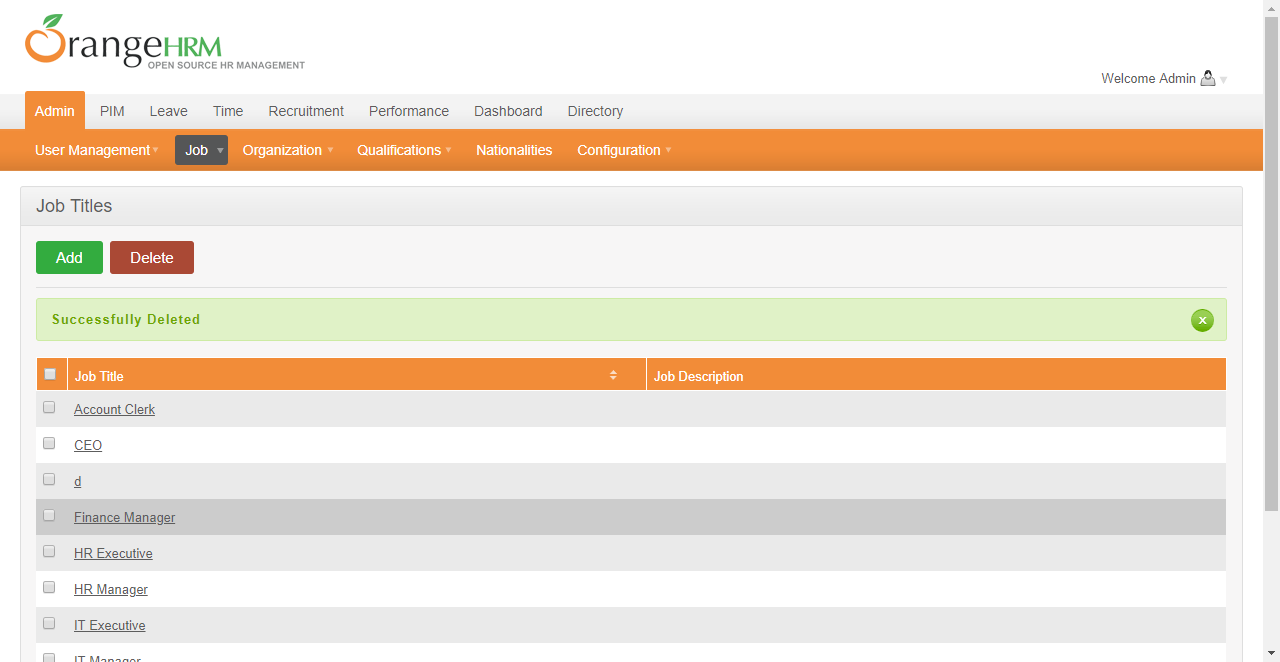 OrangeHRM
OPEN SOURCE HR MANAGEMENT
Welcome Admin
Admin PIM Leave Time Recruitment Performance Dashboard Directory
User Management Job Organization Qualifications Nationalities Configuration
Job Titles
Add Delete
Successfully Deleted x
Job Title Job Description
Account Clerk
CEO
d
Finance Manager
HR Executive
HR Manager
IT Executive
IT Manager